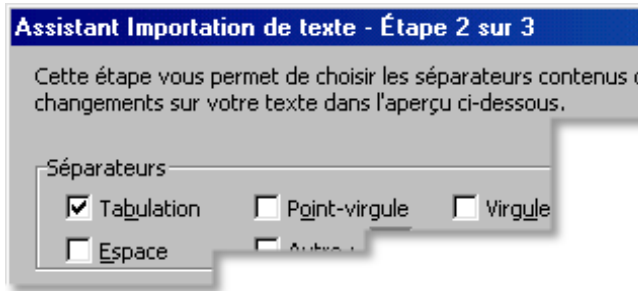 Assistant Importation de texte - Étape 2 sur 3
Cette étape vous permet de choisir les séparateurs contenus
changements sur votre texte dans l'aperçu ci-dessous.
Séparateurs
Tabulation Point-virgule Virgule
Espace